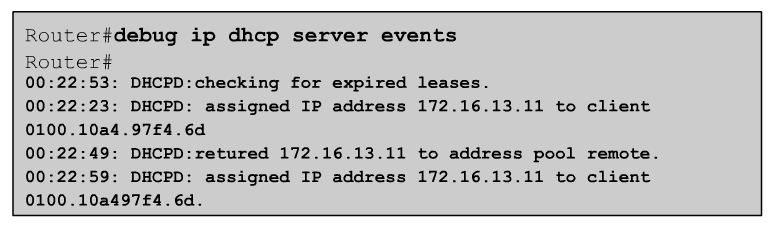 Router#debug ip dhcp server events
Router#
00:22:53: DHCPD:checking for expired leases.
00:22:23: DHCPD: assigned IP address 172.16.13.11 to client
0100.10a4.97f4.6d
00:22:49: DHCPD:retured 172.16.13.11 to address pool remote.
00:22:59: DHCPD: assigned IP address 172.16.13.11 to client
0100.10a497f4.6d.